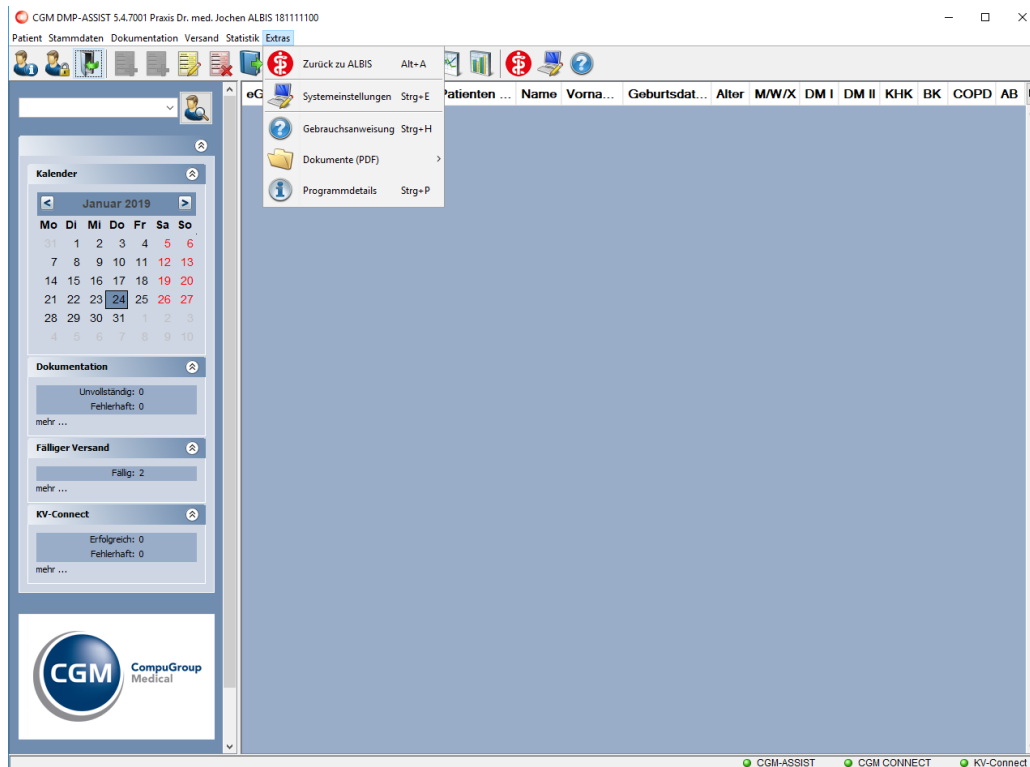 CGM DMP-ASSIST 5.4.7001 Praxis Dr. med. Jochen ALBIS 181111100
Patient Stammdaten Dokumentation Versand Statistik Extras
Zurück zu ALBIS Alt+A
Systemeinstellungen Strg+E
Gebrauchsanweisung Strg+H
Dokumente (PDF)
Programmdetails Strg+P
Patienten ... Name Vorna... Geburtsdat... Alter M/W/X DM I DM II KHK BK COPD AB
Kalender
Januar 2019
Mo Di Mi Do Fr Sa So
31 1 2 3 4 5 6
7 8 9 10 11 12 13
14 15 16 17 18 19 20
21 22 23 24 25 26 27
28 29 30 31 1 2 3
4 5 6 7 8 9 10
Dokumentation
Unvollständig: 0
Fehlerhaft: 0
mehr ...
Fälliger Versand
Fällig: 2
mehr ...
KV-Connect
Erfolgreich: 0
Fehlerhaft: 0
mehr ...
CGM CompuGroup
Medical
CGM-ASSIST CGM CONNECT KV-Connect